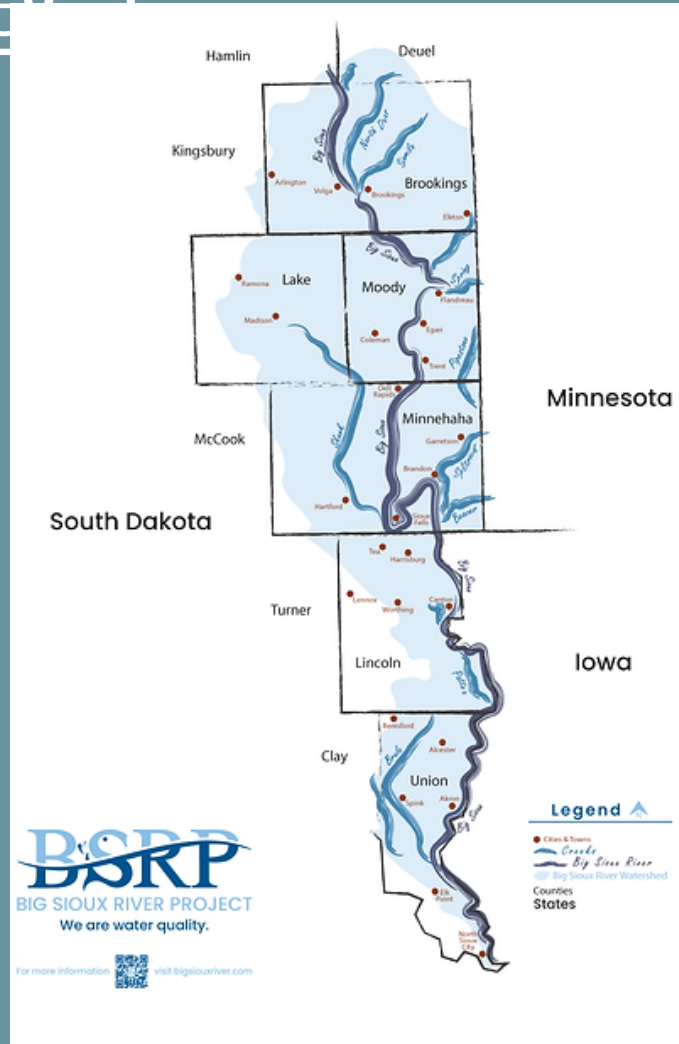 Hamlin
Deuel
Kingsbury
Big Sioux
North Deer
Sixmile
Arlington
Volga
Brookings
Brookings
Elkton
Big Sioux
Lake
Moody
Spring
Ramona
Flandreau
Madison
Egan
Coleman
Trent
Pipestone
Dell
Rapids
Minnesota
Minnehaha
McCook
Skunk
Big Sioux
Garretson
Brandon
Split Rock
Hartford
Sioux
Falls
Beaver
South Dakota
Tea
Harrisburg
Big Sioux
Lennox
Worthing
Canton
Turner
Lincoln
Iowa
Pattee
Beresford
Clay
Brule
Alcester
Union
Spink
Akron
Big Sioux
Elk
Point
North
Sioux
City
Legend
N
Cities & Towns
Creeks
Big Sioux River
Big Sioux River Watershed
Counties
States
BSRP
BIG SIOUX RIVER PROJECT
We are water quality.
For more information
visit bigsiouxriver.com